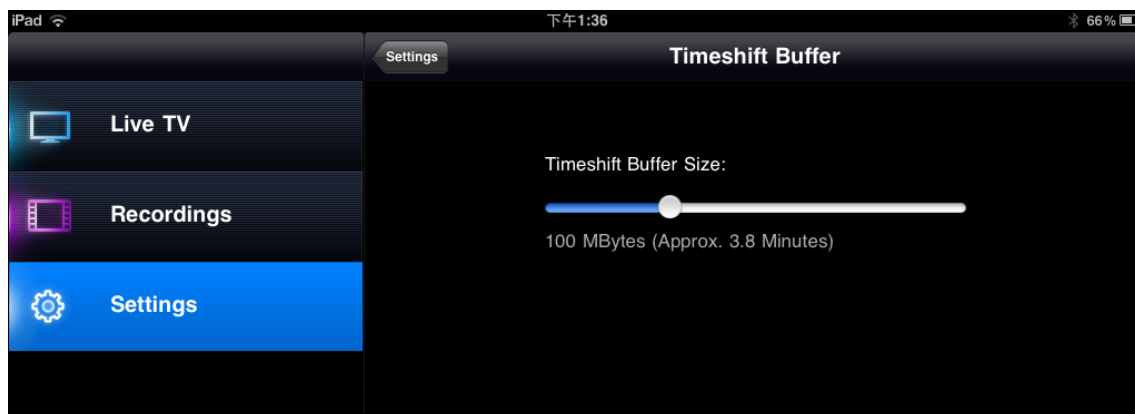 iPad 下午1:36 66%
Settings Timeshift Buffer
Live TV
Timeshift Buffer Size:
Recordings
100 MBytes (Approx. 3.8 Minutes)
Settings